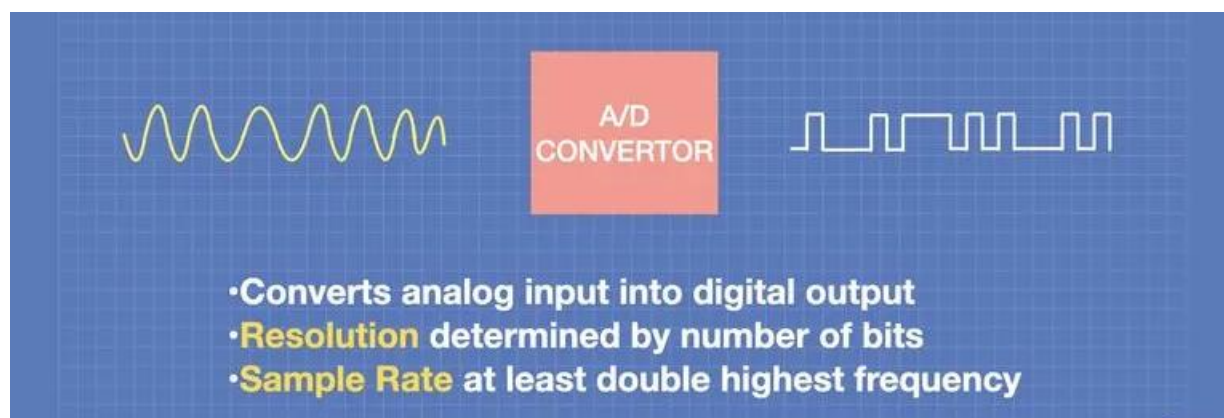 A/D
CONVERTOR
•Converts analog input into digital output
•Resolution determined by number of bits
•Sample Rate at least double highest frequency